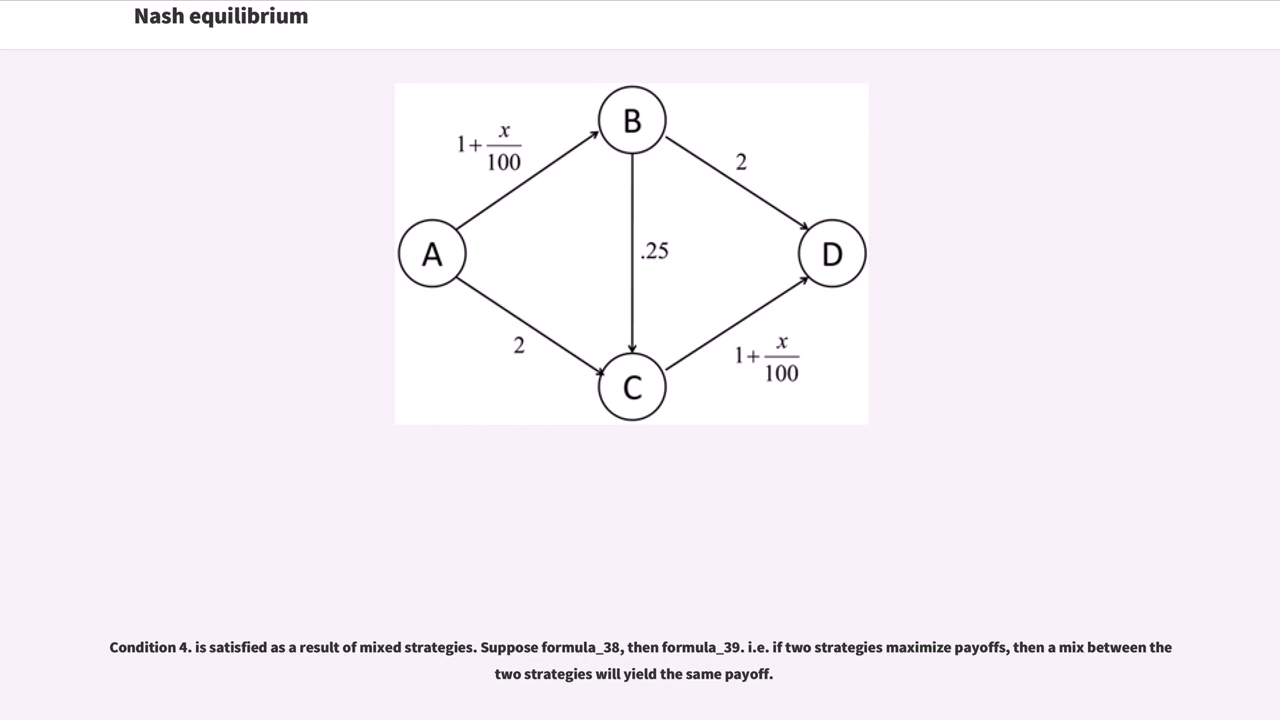 Nash equilibrium
B
1 + x/100
2
A
.25
D
2
1 + x/100
C
Condition 4. is satisfied as a result of mixed strategies. Suppose formula_38, then formula_39. i.e. if two strategies maximize payoffs, then a mix between the
two strategies will yield the same payoff.